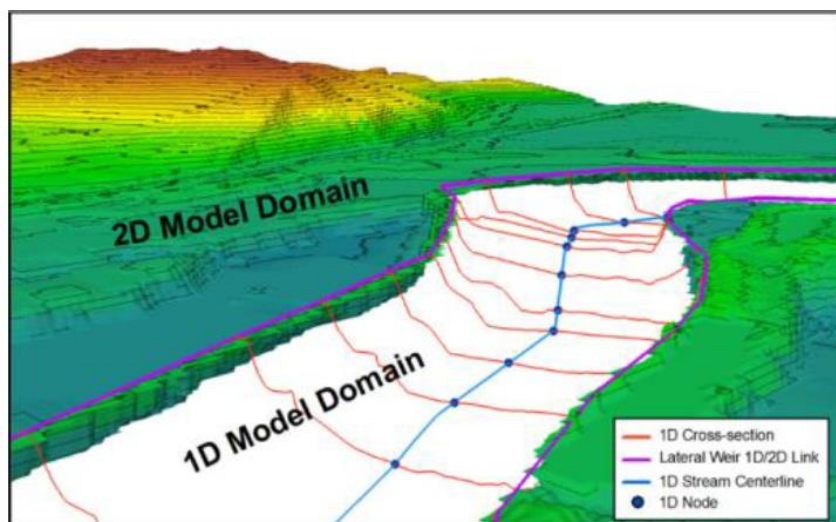 2D Model Domain
1D Model Domain
1D Cross-section
Lateral Weir 1D/2D Link
1D Stream Centerline
1D Node